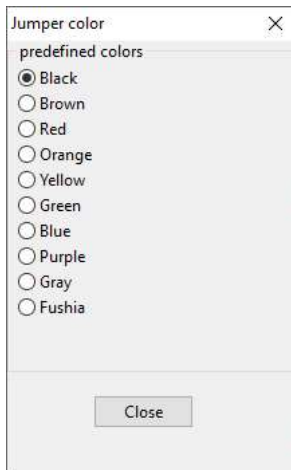 Jumper color
predefined colors
Black
Brown
Red
Orange
Yellow
Green
Blue
Purple
Gray
Fushia
Close